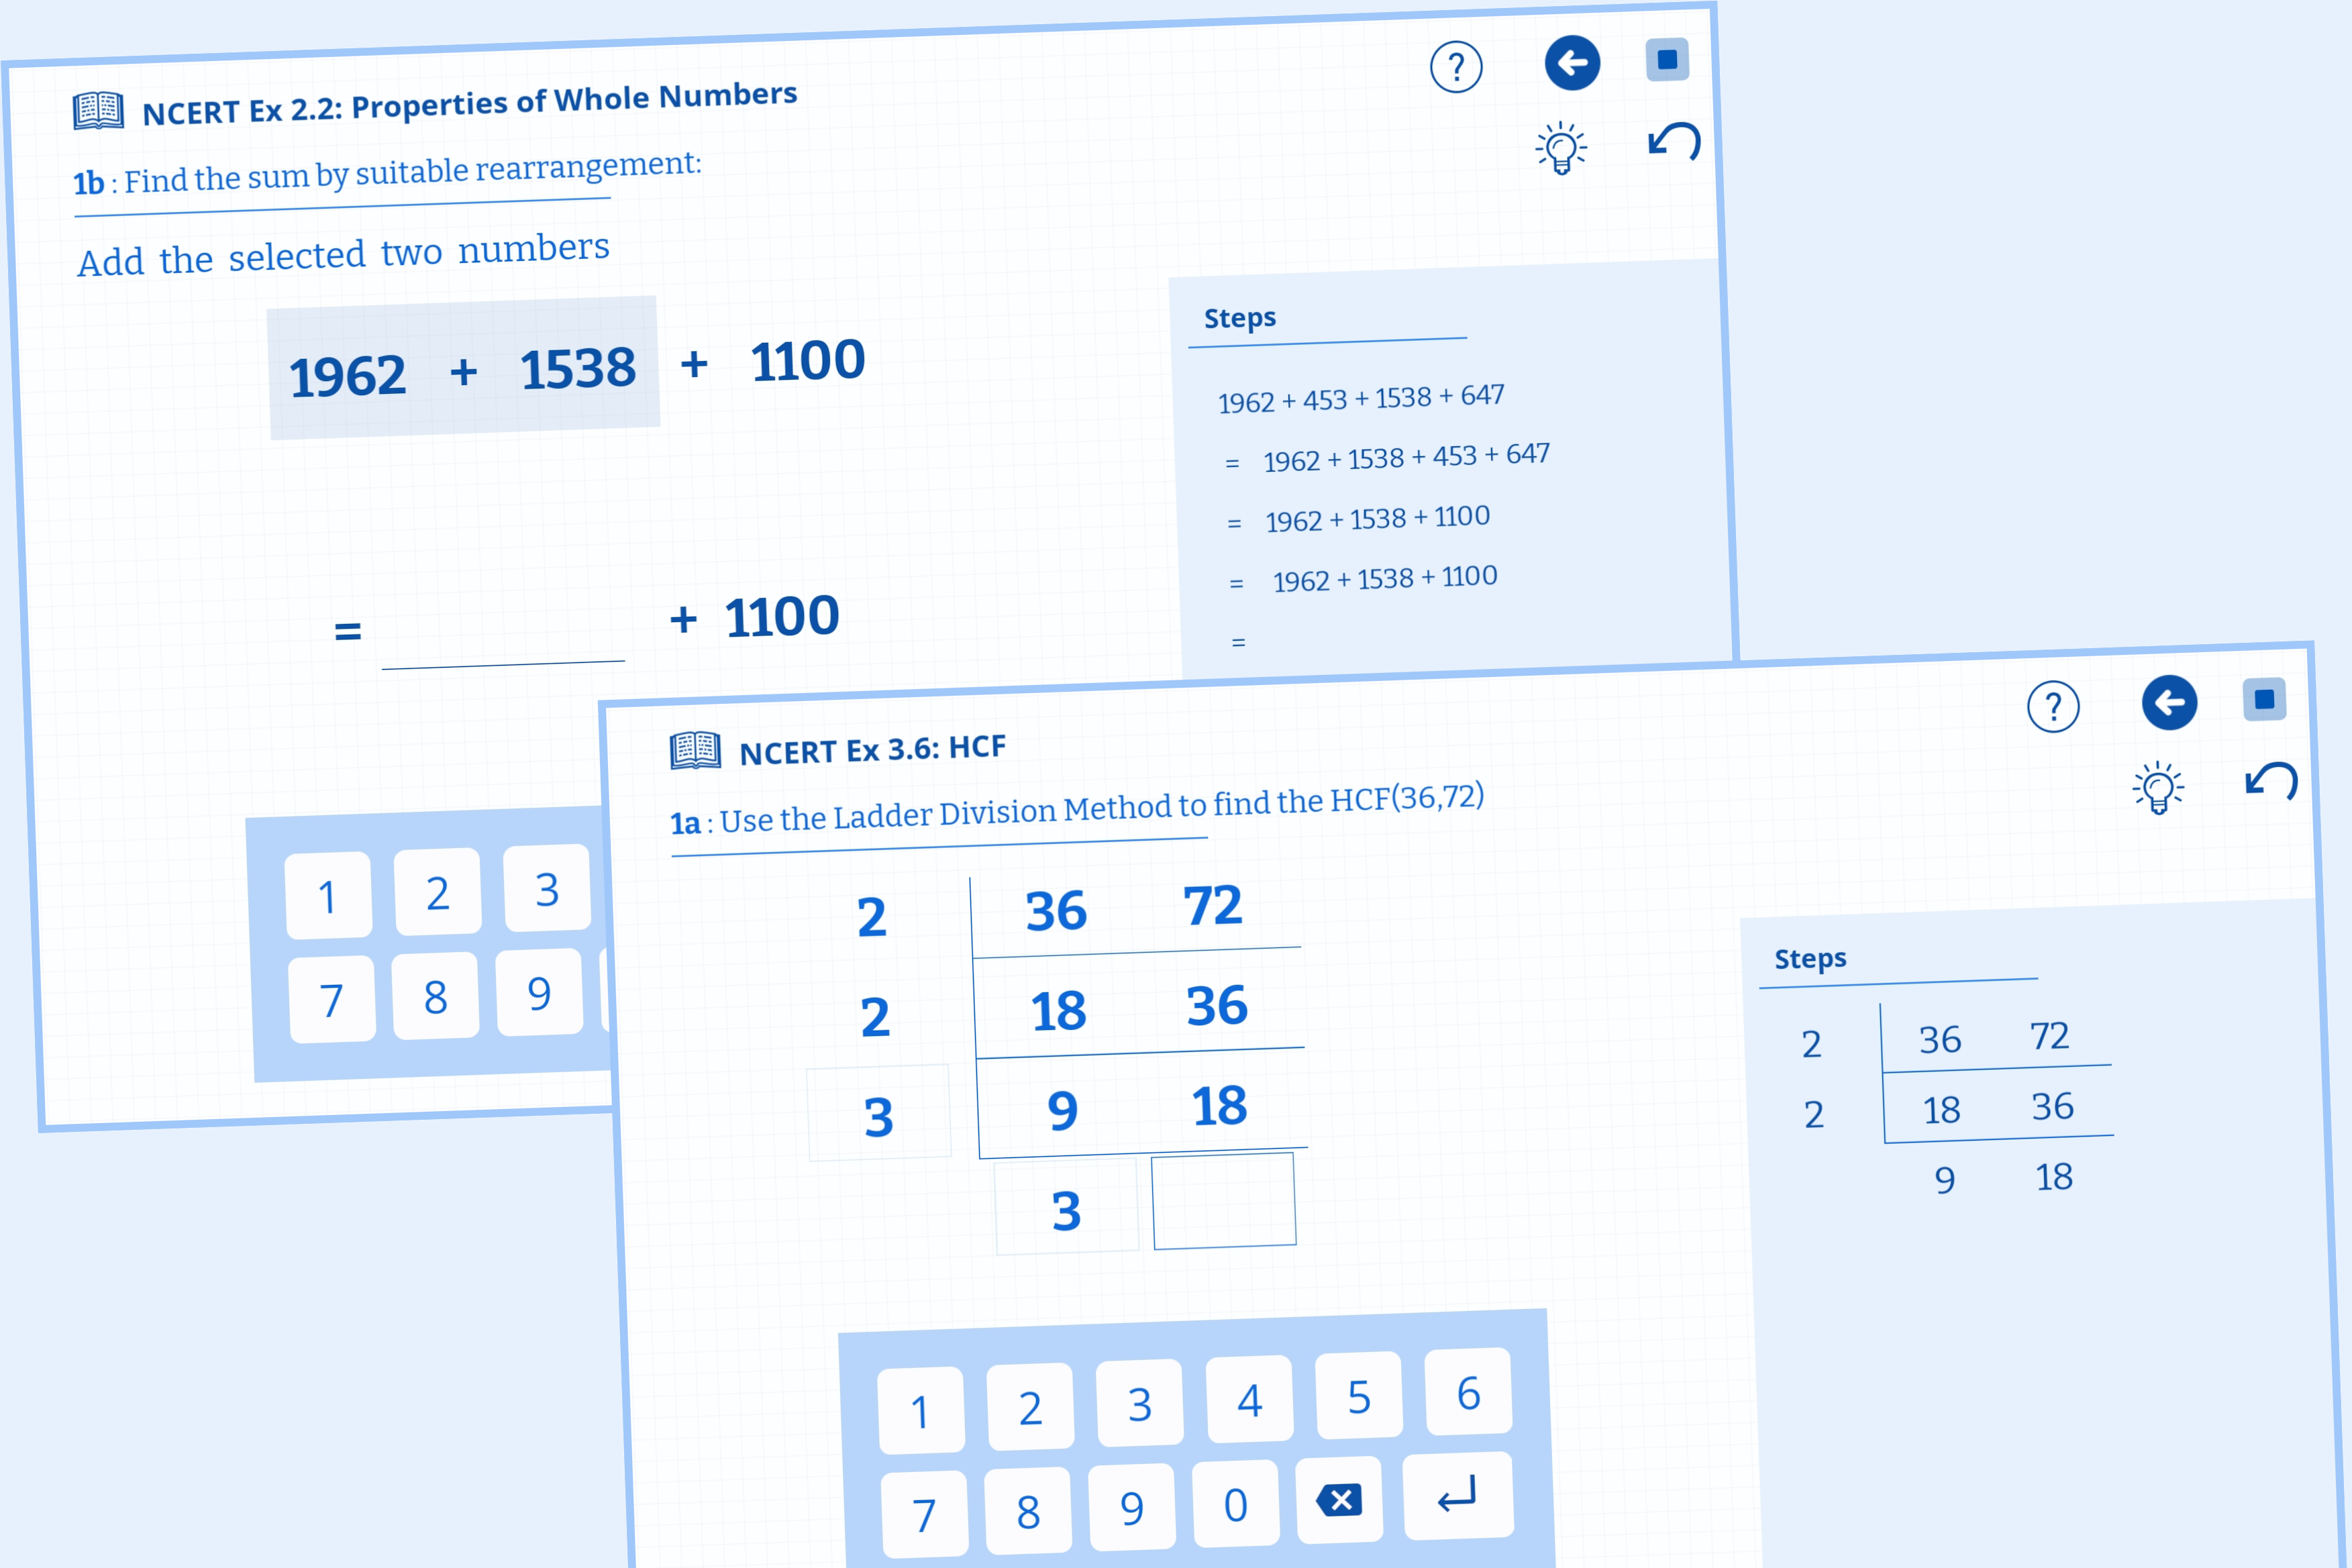 NCERT Ex 2.2: Properties of Whole Numbers
?
1b : Find the sum by suitable rearrangement:
Add the selected two numbers
1962 + 1538 + 1100
= + 1100
Steps
1962 + 453 + 1538 + 647
= 1962 + 1538 + 453 + 647
= 1962 + 1538 + 1100
= 1962 + 1538 + 1100
=
1 2 3
7 8 9
NCERT Ex 3.6: HCF
?
1a : Use the Ladder Division Method to find the HCF(36,72)
2 36 72
2 18 36
3 9 18
3
Steps
2 36 72
2 18 36
9 18
1 2 3 4 5 6
7 8 9 0